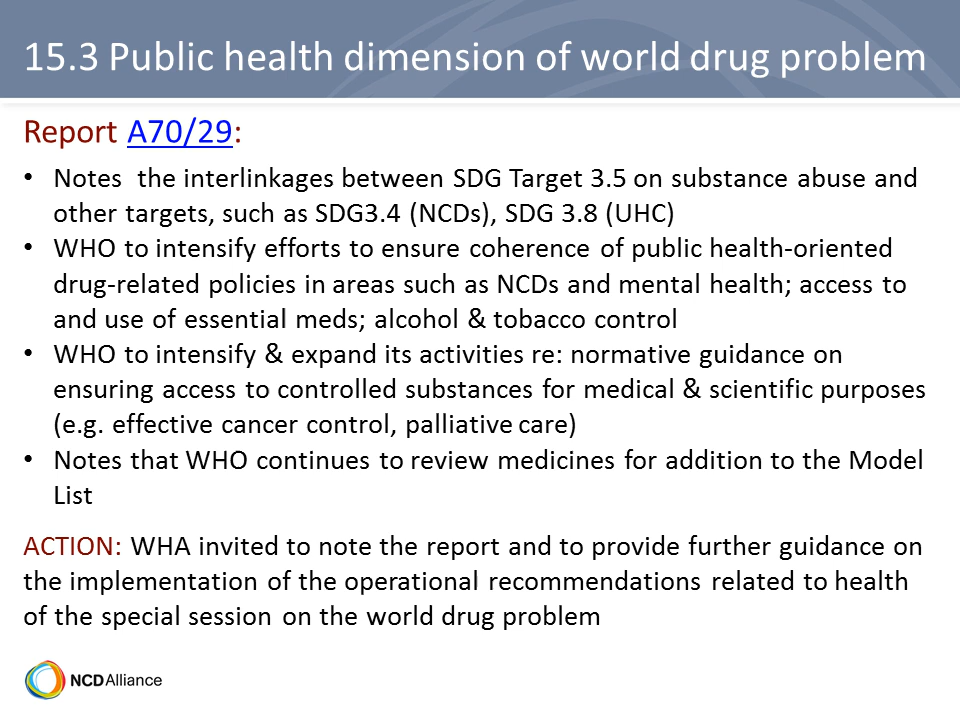 15.3 Public health dimension of world drug problem
Report A70/29:
• Notes  the interlinkages between SDG Target 3.5 on substance abuse and
other targets, such as SDG3.4 (NCDs), SDG 3.8 (UHC)
• WHO to intensify efforts to ensure coherence of public health-oriented
drug-related policies in areas such as NCDs and mental health; access to
and use of essential meds; alcohol & tobacco control
• WHO to intensify & expand its activities re: normative guidance on
ensuring access to controlled substances for medical & scientific purposes
(e.g. effective cancer control, palliative care)
• Notes that WHO continues to review medicines for addition to the Model
List
ACTION: WHA invited to note the report and to provide further guidance on
the implementation of the operational recommendations related to health
of the special session on the world drug problem
NCD Alliance